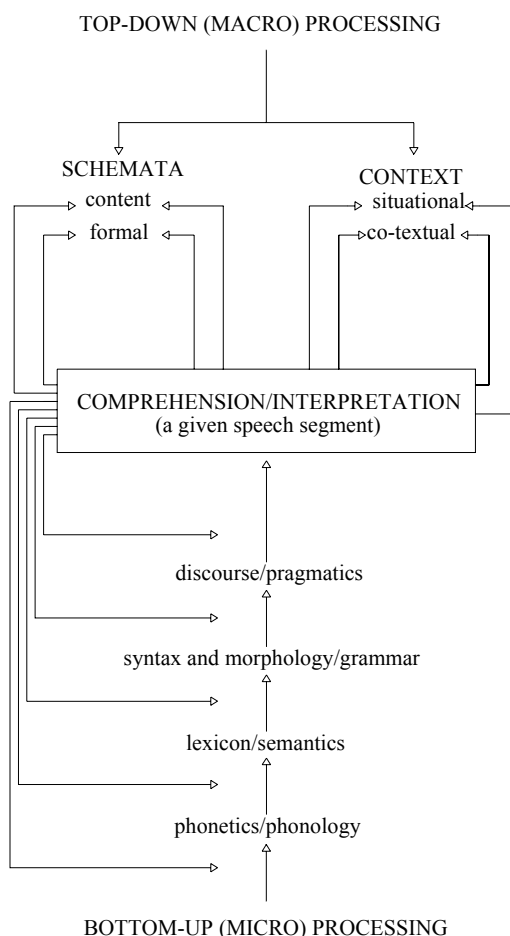 TOP-DOWN (MACRO) PROCESSING
SCHEMATA
content
formal
CONTEXT
situational
co-textual
COMPREHENSION/INTERPRETATION
(a given speech segment)
discourse/pragmatics
syntax and morphology/grammar
lexicon/semantics
phonetics/phonology
BOTTOM-UP (MICRO) PROCESSING